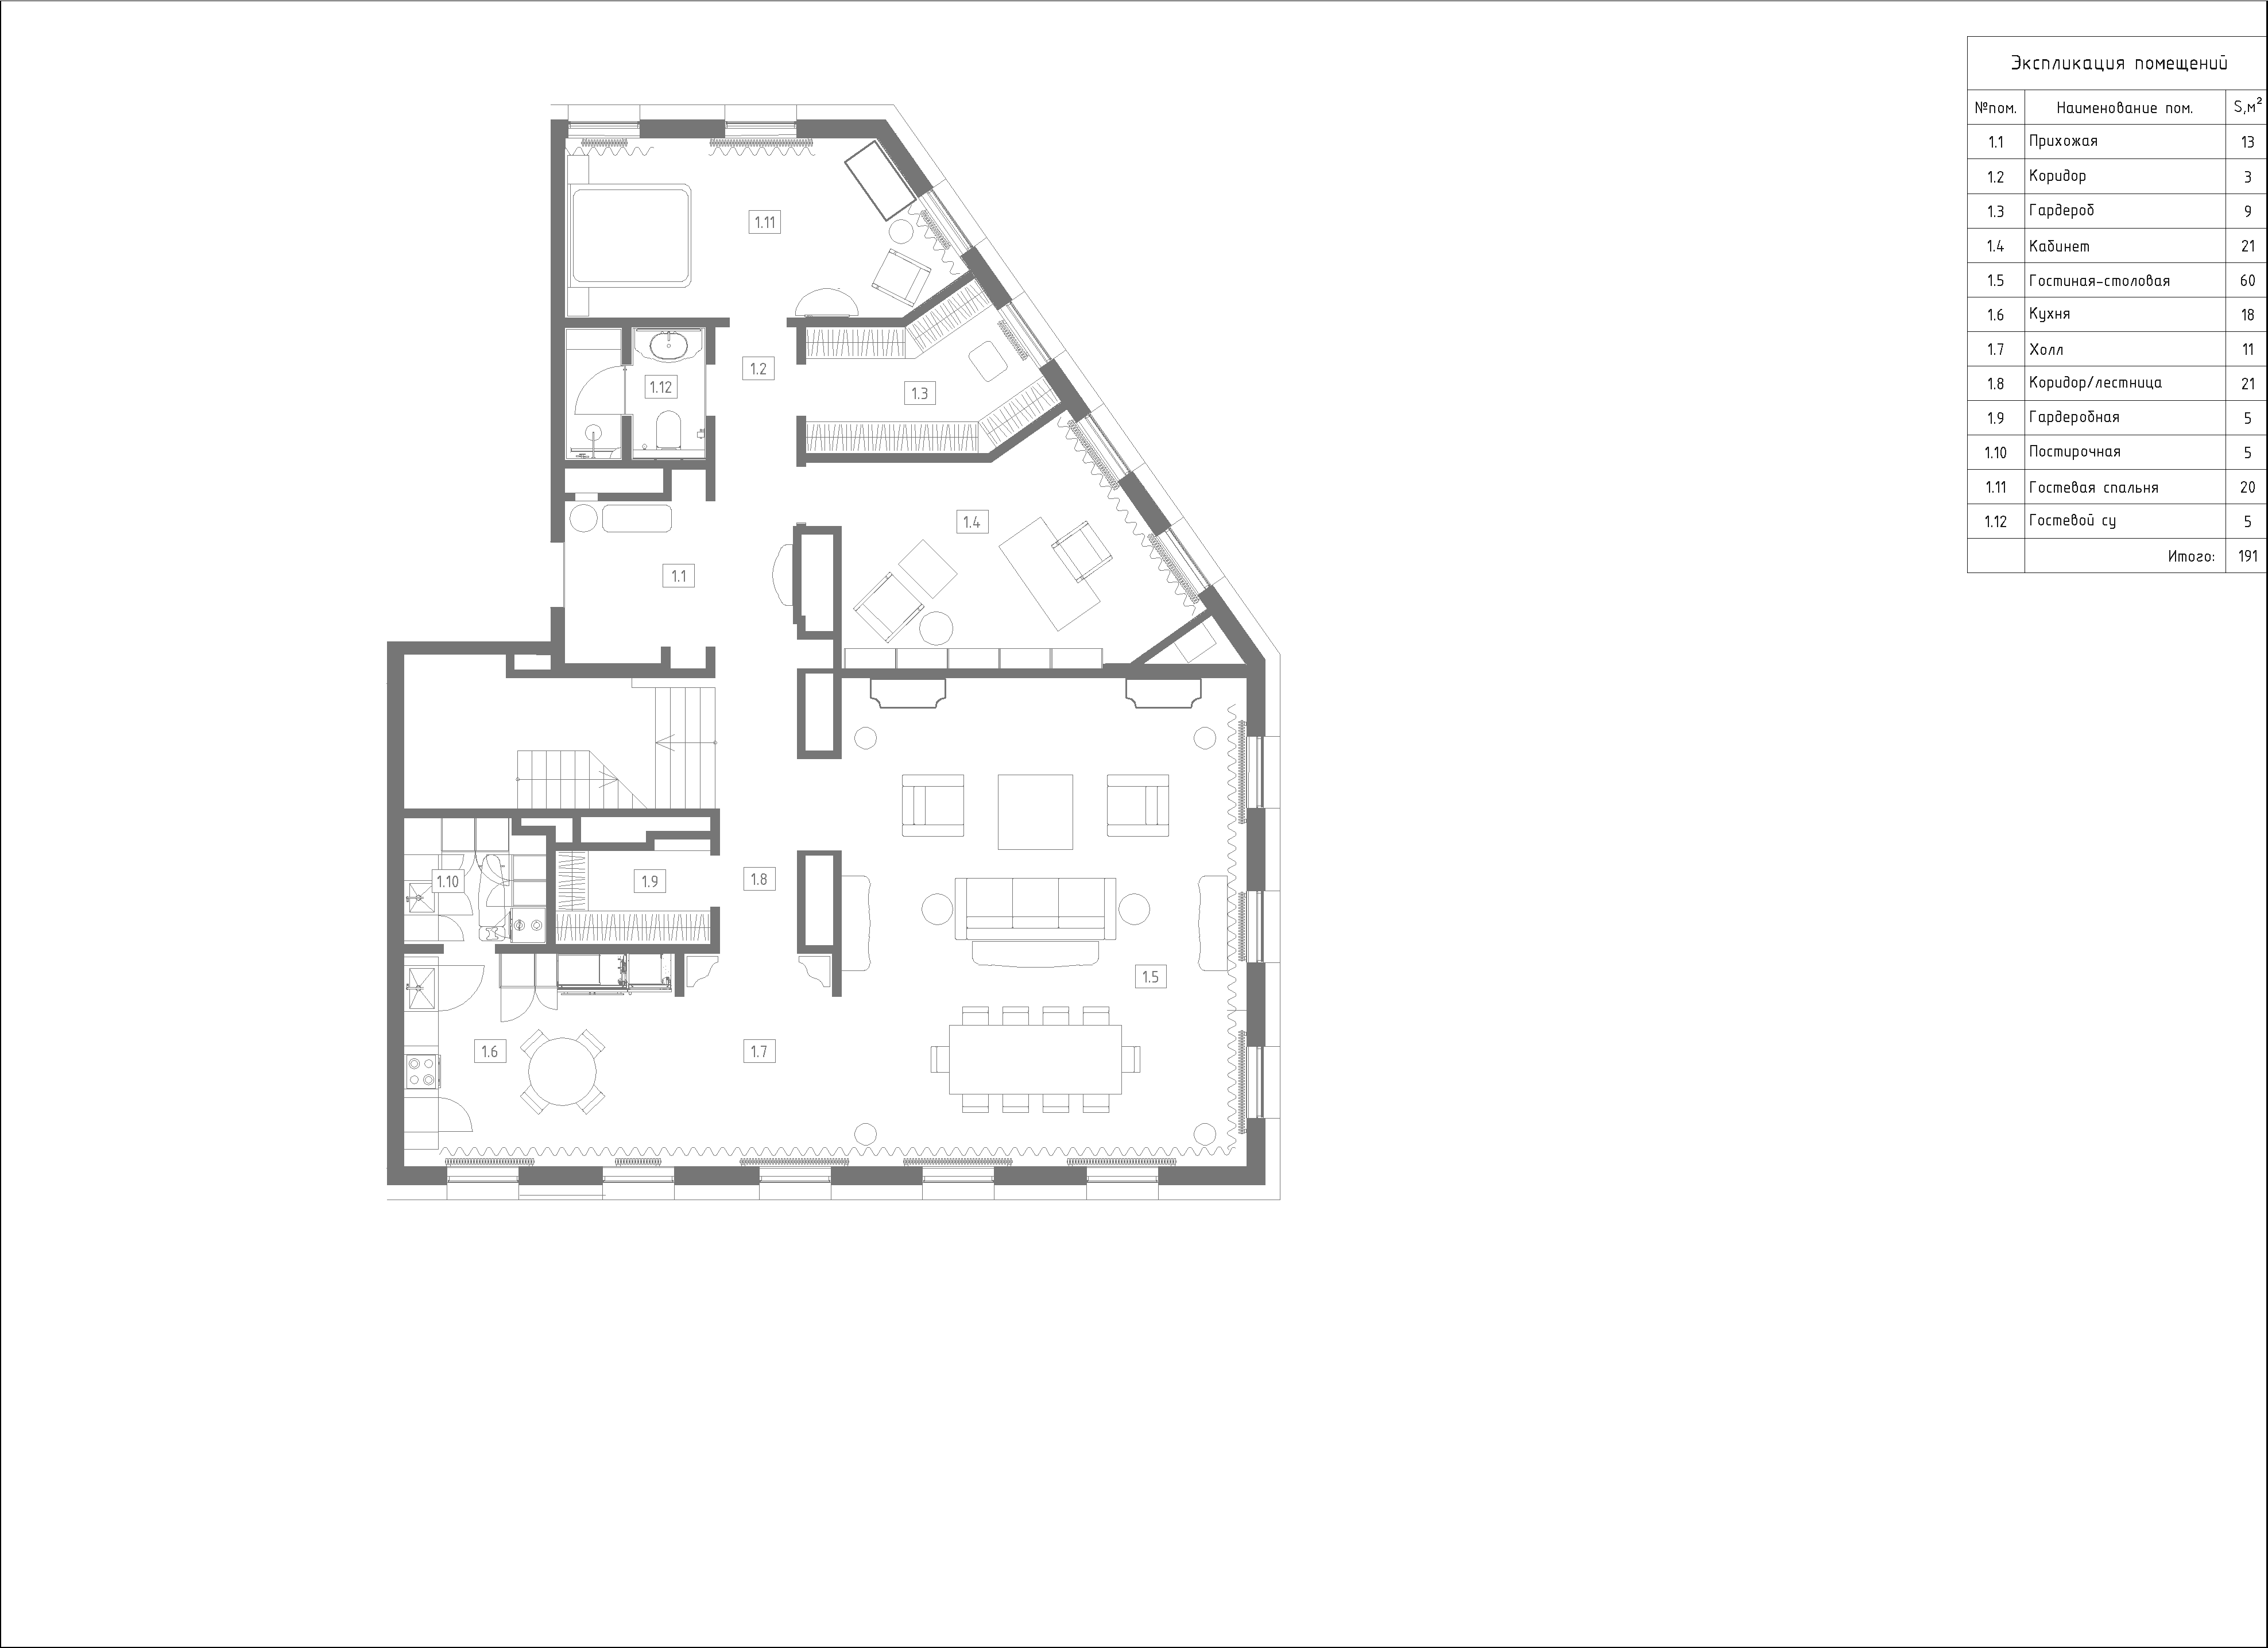 Экспликация помещений
№пом. Наименование пом. S,м²
1.1 Прихожая 13
1.2 Коридор 3
1.3 Гардероб 9
1.4 Кабинет 21
1.5 Гостиная-столовая 60
1.6 Кухня 18
1.7 Холл 11
1.8 Коридор/лестница 21
1.9 Гардеробная 5
1.10 Постирочная 5
1.11 Гостевая спальня 20
1.12 Гостевой су 5
Итого: 191
1.11
1.2
1.12
1.3
1.4
1.1
1.10
1.9
1.8
1.5
1.6
1.7